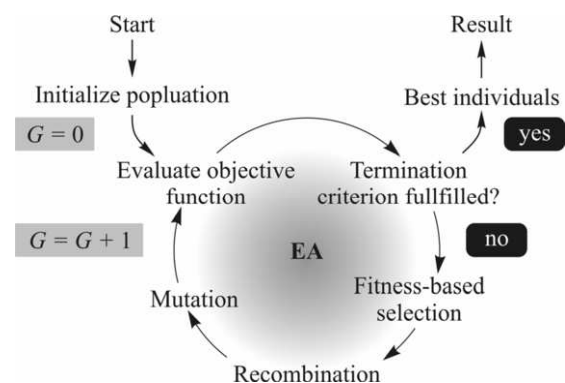 Start
Result
Initialize popluation
Best individuals
G = 0
yes
Evaluate objective
function
Termination
criterion fullfilled?
G = G + 1
EA
no
Mutation
Fitness-based
selection
Recombination